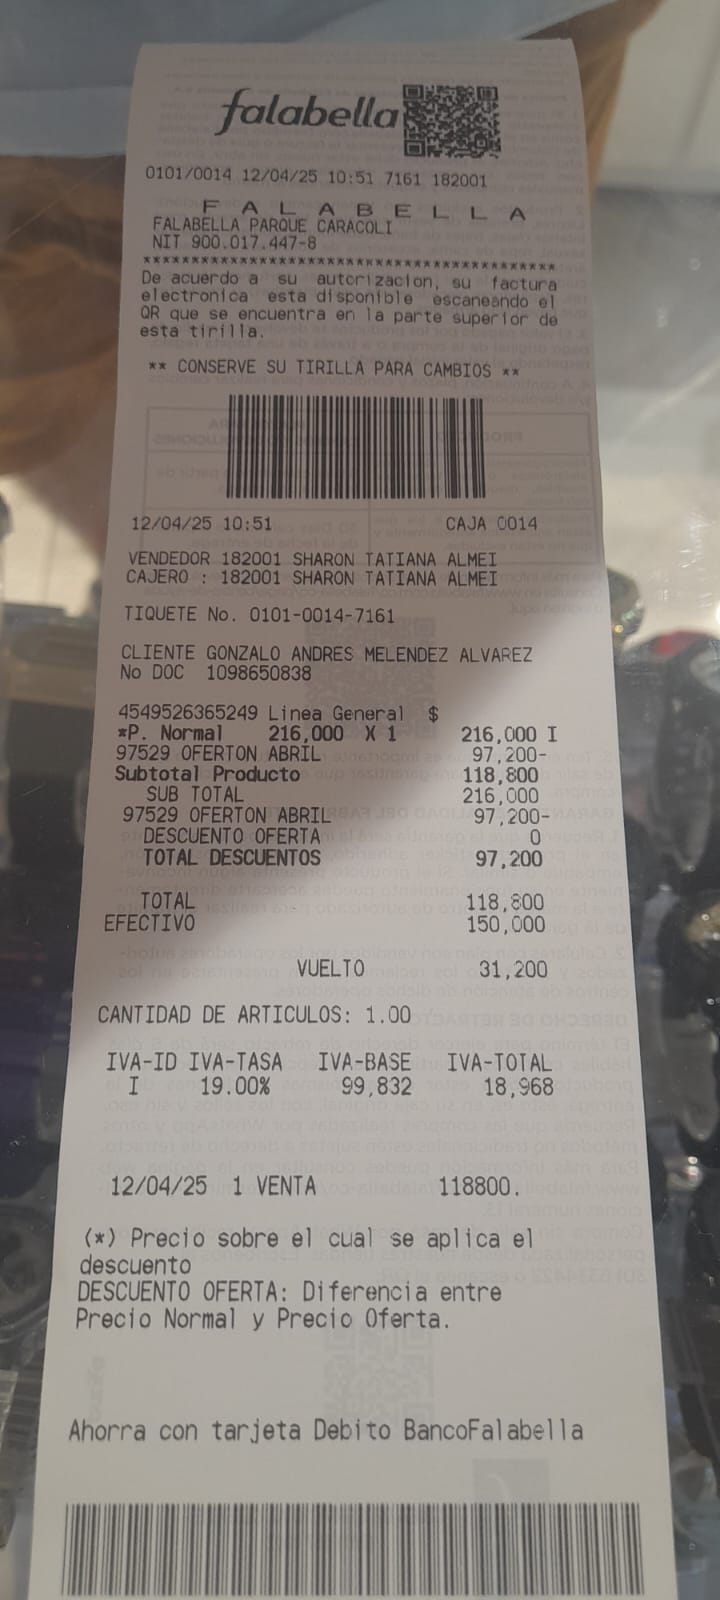 falabella
0101/0014 12/04/25 10:51 7161 182001
F A L A B E L L A
FALABELLA PARQUE CARACOLI
NIT 900.017.447-8
******************************************
De acuerdo a su autorizacion, su factura
electronica esta disponible escaneando el
QR que se encuentra en la parte superior de
esta tirilla.
** CONSERVE SU TIRILLA PARA CAMBIOS **
12/04/25 10:51 CAJA 0014
VENDEDOR 182001 SHARON TATIANA ALMEI
CAJERO : 182001 SHARON TATIANA ALMEI
TIQUETE No. 0101-0014-7161
CLIENTE GONZALO ANDRES MELENDEZ ALVAREZ
No DOC 1098650838
4549526365249 Linea General $
*P. Normal 216,000 X 1 216,000 I
97529 OFERTON ABRIL 97,200-
Subtotal Producto 118,800
SUB TOTAL 216,000
97529 OFERTON ABRIL 97,200-
DESCUENTO OFERTA 0
TOTAL DESCUENTOS 97,200
TOTAL 118,800
EFECTIVO 150,000
VUELTO 31,200
CANTIDAD DE ARTICULOS: 1.00
IVA-ID IVA-TASA IVA-BASE IVA-TOTAL
I 19.00% 99,832 18,968
12/04/25 1 VENTA 118800.
(*) Precio sobre el cual se aplica el
descuento
DESCUENTO OFERTA: Diferencia entre
Precio Normal y Precio Oferta.
Ahorra con tarjeta Debito BancoFalabella